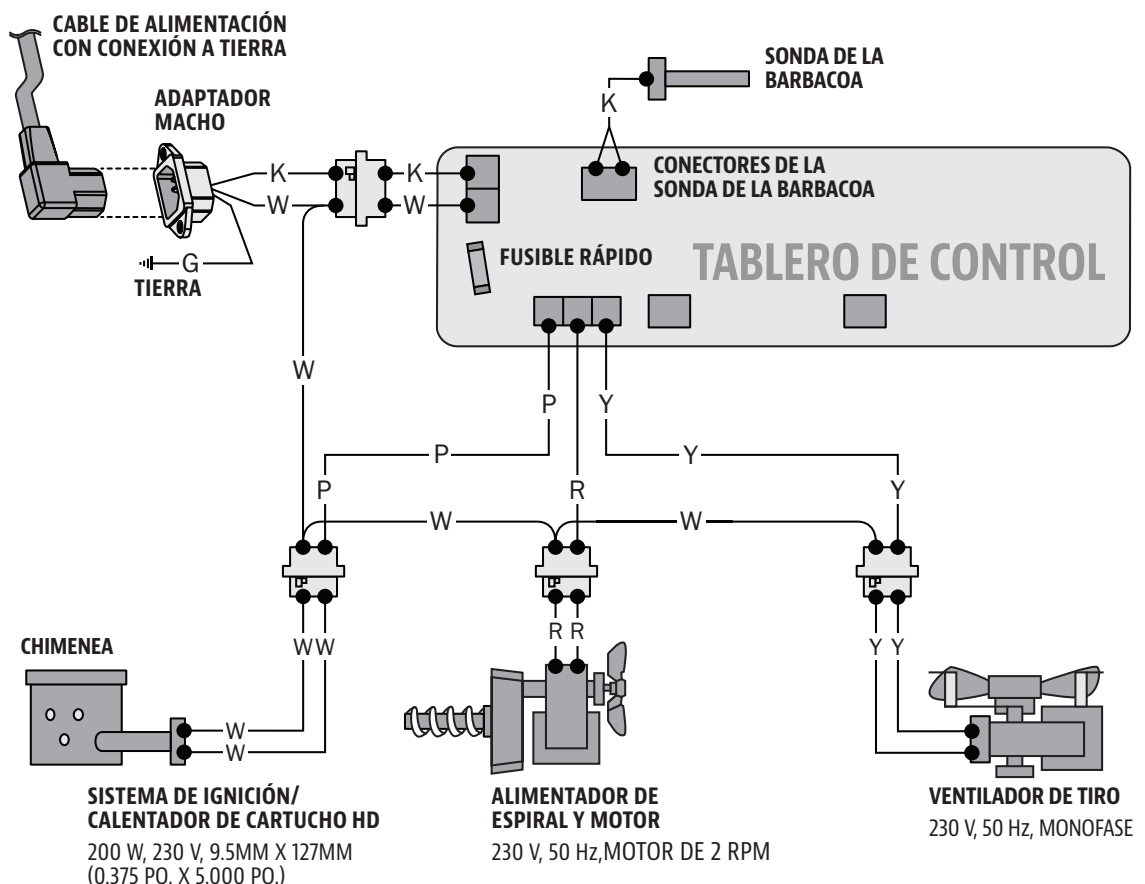 CABLE DE ALIMENTACIÓN
CON CONEXIÓN A TIERRA
ADAPTADOR
MACHO
SONDA DE LA
BARBACOA
K
K
K
CONECTORES DE LA
SONDA DE LA BARBACOA
W
W
FUSIBLE RÁPIDO
TABLERO DE CONTROL
G
TIERRA
W
P
Y
P
Y
P
R
Y
W
W
R R
CHIMENEA
W W
Y Y
W
W
SISTEMA DE IGNICIÓN/
CALENTADOR DE CARTUCHO HD
200 W, 230 V, 9.5MM X 127MM
(0.375 PO. X 5.000 PO.)
ALIMENTADOR DE
ESPIRAL Y MOTOR
230 V, 50 Hz,MOTOR DE 2 RPM
VENTILADOR DE TIRO
230 V, 50 Hz, MONOFASE